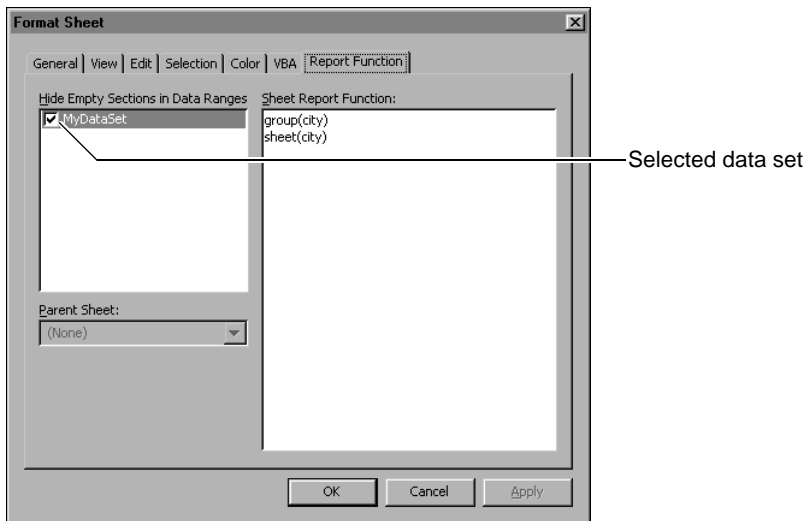 Format Sheet
General View Edit Selection Color VBA Report Function
Hide Empty Sections in Data Ranges
MyDataSet
Sheet Report Function:
group(city)
sheet(city)
Selected data set
Parent Sheet:
(None)
OK Cancel Apply